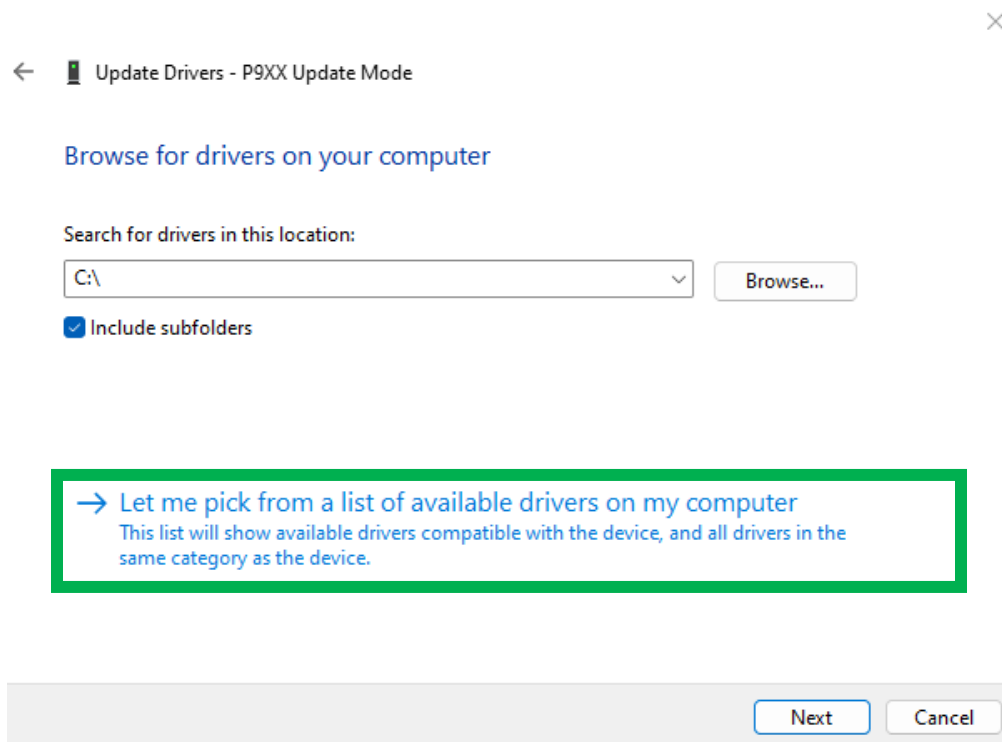 Update Drivers - P9XX Update Mode
Browse for drivers on your computer
Search for drivers in this location:
C:\
Browse...
Include subfolders
Let me pick from a list of available drivers on my computer
This list will show available drivers compatible with the device, and all drivers in the
same category as the device.
Next
Cancel